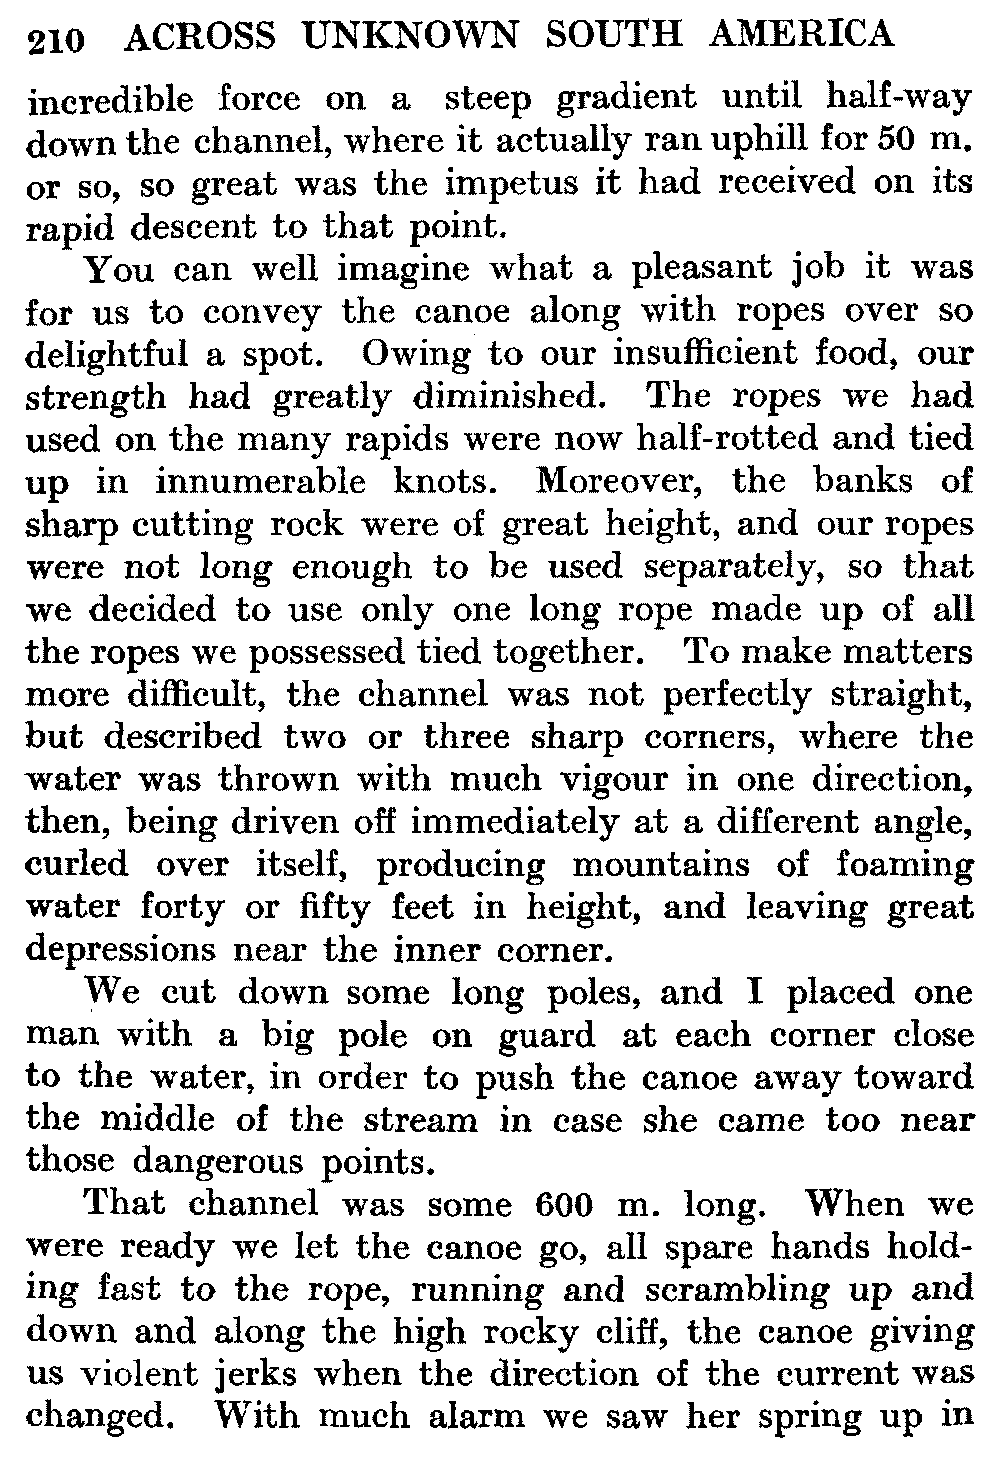 210 ACROSS UNKNOWN SOUTH AMERICA
incredible force on a steep gradient until half-way
down the channel, where it actually ran uphill for 50 m.
or so, so great was the impetus it had received on its
rapid descent to that point.
You can well imagine what a pleasant job it was
for us to convey the canoe along with ropes over so
delightful a spot. Owing to our insufficient food, our
strength had greatly diminished. The ropes we had
used on the many rapids were now half-rotted and tied
up in innumerable knots. Moreover, the banks of
sharp cutting rock were of great height, and our ropes
were not long enough to be used separately, so that
we decided to use only one long rope made up of all
the ropes we possessed tied together. To make matters
more difficult, the channel was not perfectly straight,
but described two or three sharp corners, where the
water was thrown with much vigour in one direction,
then, being driven off immediately at a different angle,
curled over itself, producing mountains of foaming
water forty or fifty feet in height, and leaving great
depressions near the inner corner.
We cut down some long poles, and I placed one
man with a big pole on guard at each corner close
to the water, in order to push the canoe away toward
the middle of the stream in case she came too near
those dangerous points.
That channel was some 600 m. long. When we
were ready we let the canoe go, all spare hands hold-
ing fast to the rope, running and scrambling up and
down and along the high rocky cliff, the canoe giving
us violent jerks when the direction of the current was
changed. With much alarm we saw her spring up in